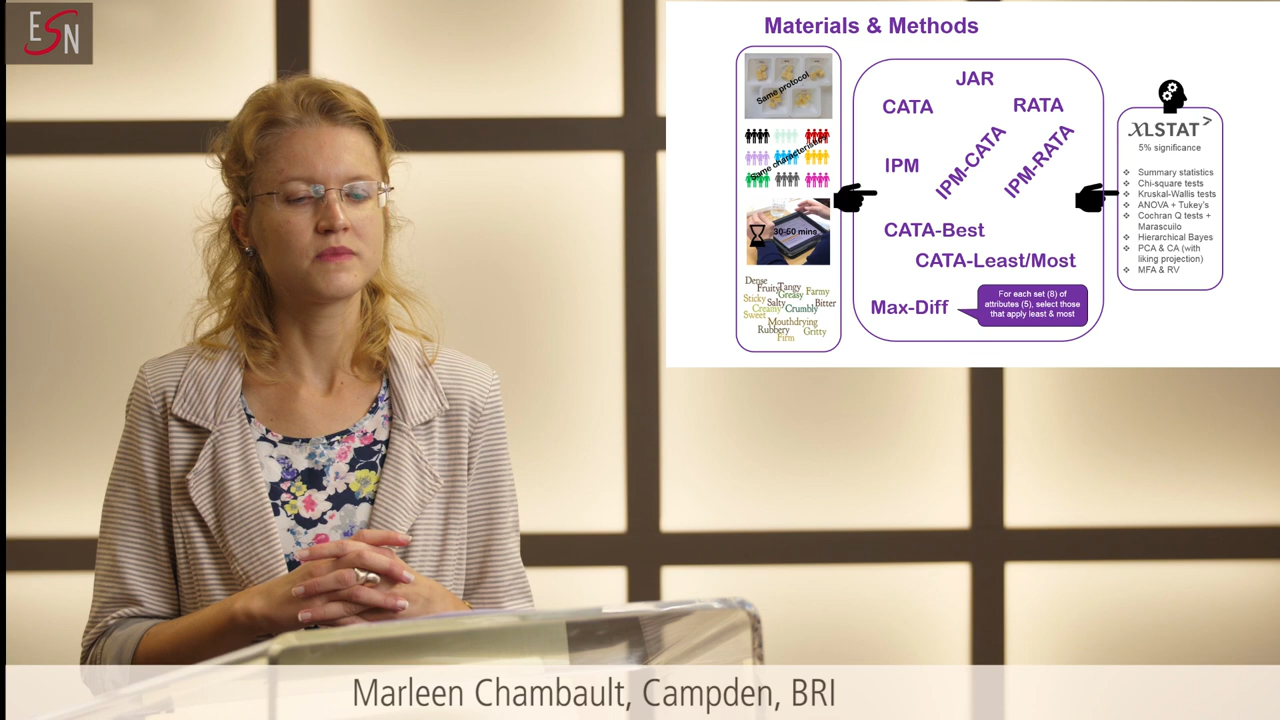 ESN
Materials & Methods
Same protocol
Same characteristics
30-60 mins
Dense
Fruity
Tangy
Greasy
Farmy
Sticky
Salty
Bitter
Creamy
Crumbly
Sweet
Mouthdrying
Rubbery
Gritty
Firm
JAR
CATA
RATA
IPM
IPM-CATA
IPM-RATA
CATA-Best
CATA-Least/Most
Max-Diff
For each set (8) of
attributes (5), select those
that apply least & most
XLSTAT
5% significance
❖ Summary statistics
❖ Chi-square tests
❖ Kruskal-Wallis tests
❖ ANOVA + Tukey's
❖ Cochran Q tests +
Marascuilo
❖ Hierarchical Bayes
❖ PCA & CA (with
liking projection)
❖ MFA & RV
Marleen Chambault, Campden, BRI